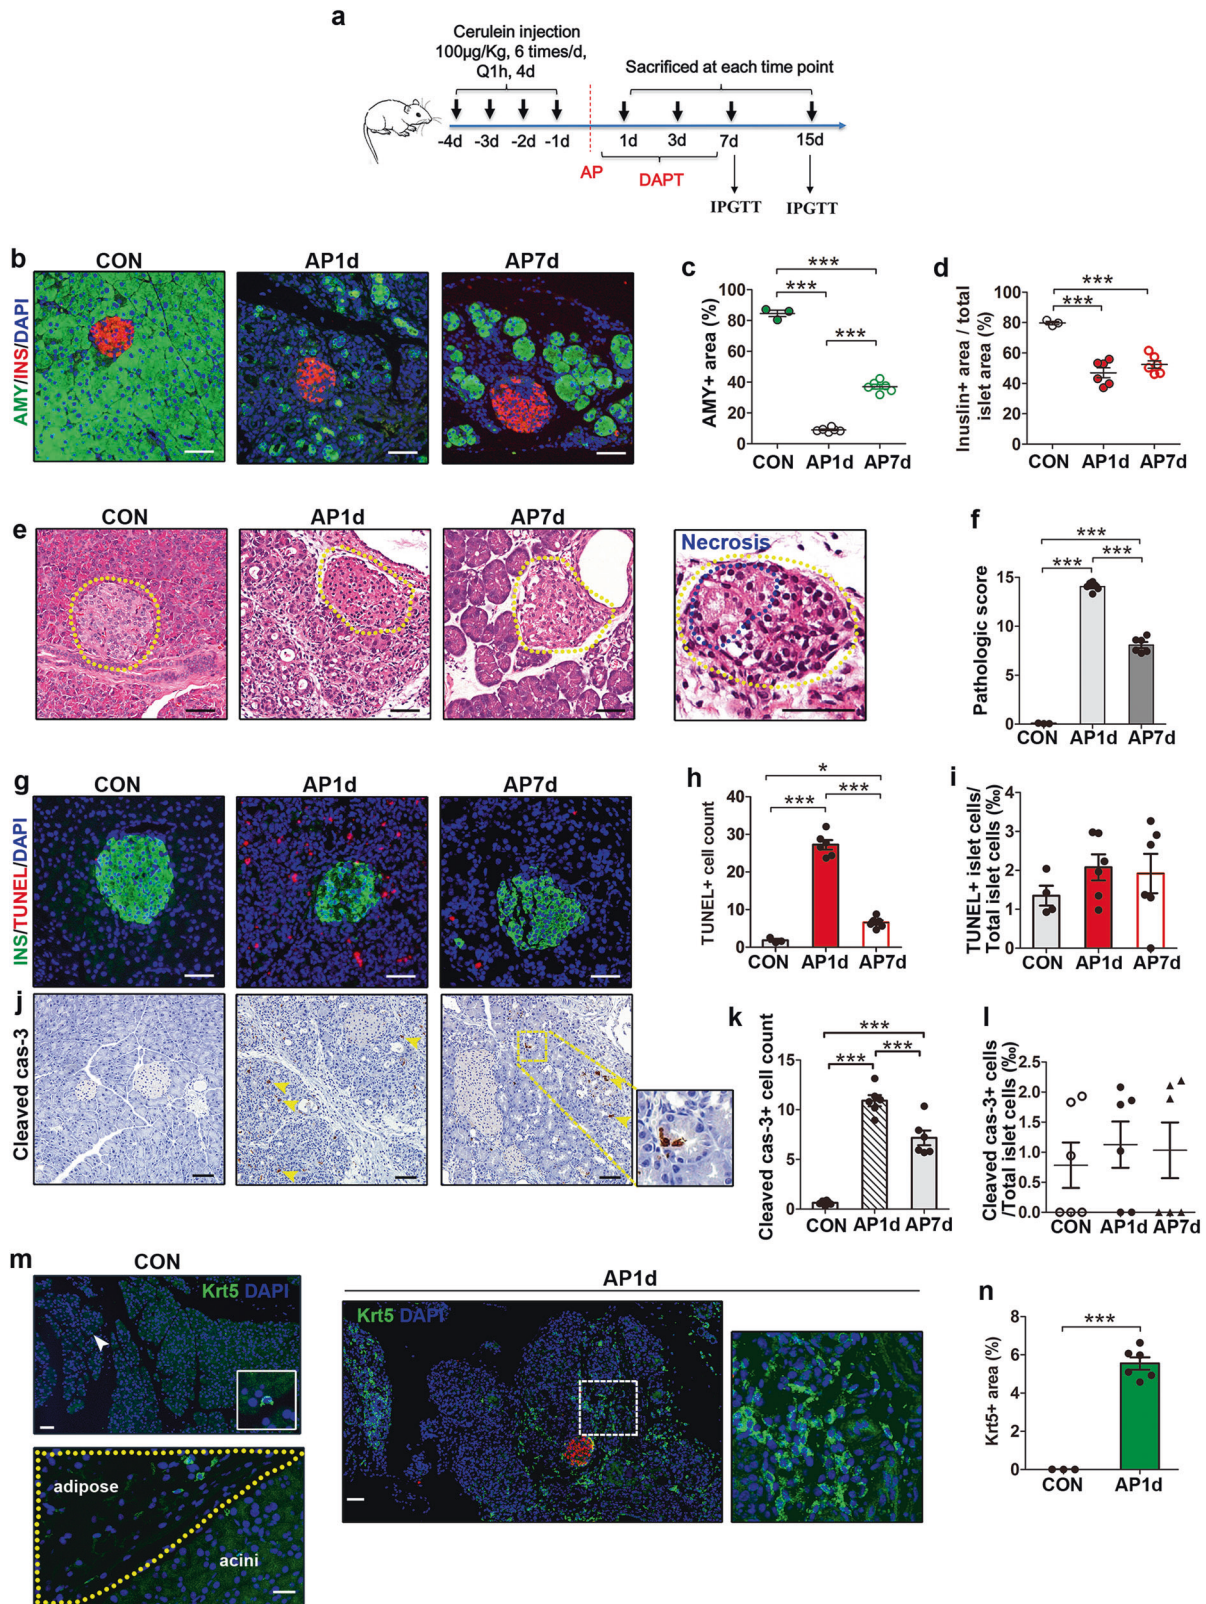 a
Cerulein injection
100μg/Kg, 6 times/d,
Q1h, 4d
Sacrificed at each time point
-4d -3d -2d -1d 1d 3d 7d 15d
AP DAPT
IPGTT IPGTT
b CON AP1d AP7d
AMY/INS/DAPI
c
AMY+ area (%)
*** *** ***
100
80
60
40
20
0
CON AP1d AP7d
d
Inuslin+ area / total
islet area (%)
*** ***
100
80
60
40
20
0
CON AP1d AP7d
e CON AP1d AP7d
Necrosis
f
Pathologic score
*** *** ***
15
10
5
0
CON AP1d AP7d
g CON AP1d AP7d
INS/TUNEL/DAPI
h
TUNEL+ cell count
* *** ***
40
30
20
10
0
CON AP1d AP7d
i
TUNEL+ islet cells/
Total islet cells (‰)
4
3
2
1
0
CON AP1d AP7d
j
Cleaved cas-3
k
Cleaved cas-3+ cell count
*** *** ***
15
10
5
0
CON AP1d AP7d
l
Cleaved cas-3+ cells
/Total islet cells (‰)
2.5
2.0
1.5
1.0
0.5
0.0
CON AP1d AP7d
m CON
Krt5 DAPI
adipose
acini
AP1d
Krt5 DAPI
n
Krt5+ area (%)
***
8
6
4
2
0
CON AP1d